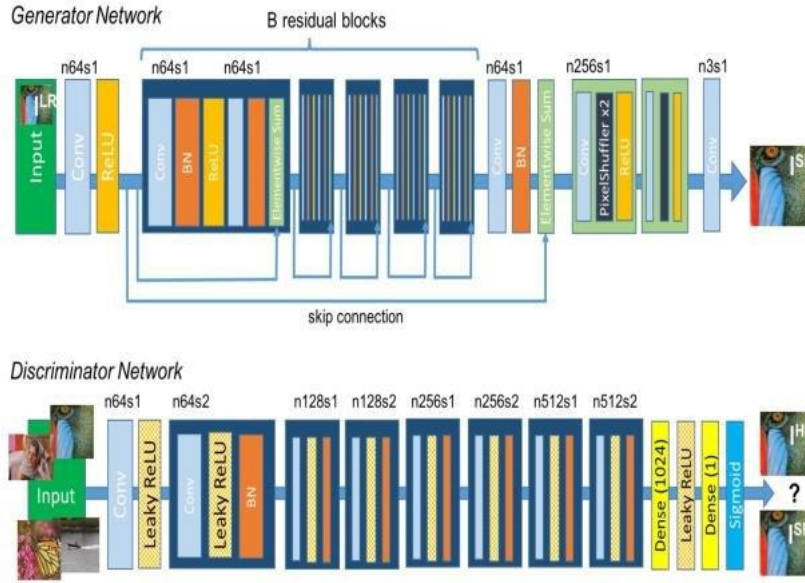 Generator Network
B residual blocks
n64s1
n64s1
n64s1
n64s1
n256s1
n3s1
I LR
Input
Conv
ReLU
Conv
BN
ReLU
Elementwise Sum
Conv
BN
Elementwise Sum
Conv
PixelShuffler x2
ReLU
Conv
I S
skip connection
Discriminator Network
n64s1
n64s2
n128s1
n128s2
n256s1
n256s2
n512s1
n512s2
Input
Conv
Leaky ReLU
Conv
Leaky ReLU
BN
Dense (1024)
Leaky ReLU
Dense (1)
Sigmoid
I H
?
I S